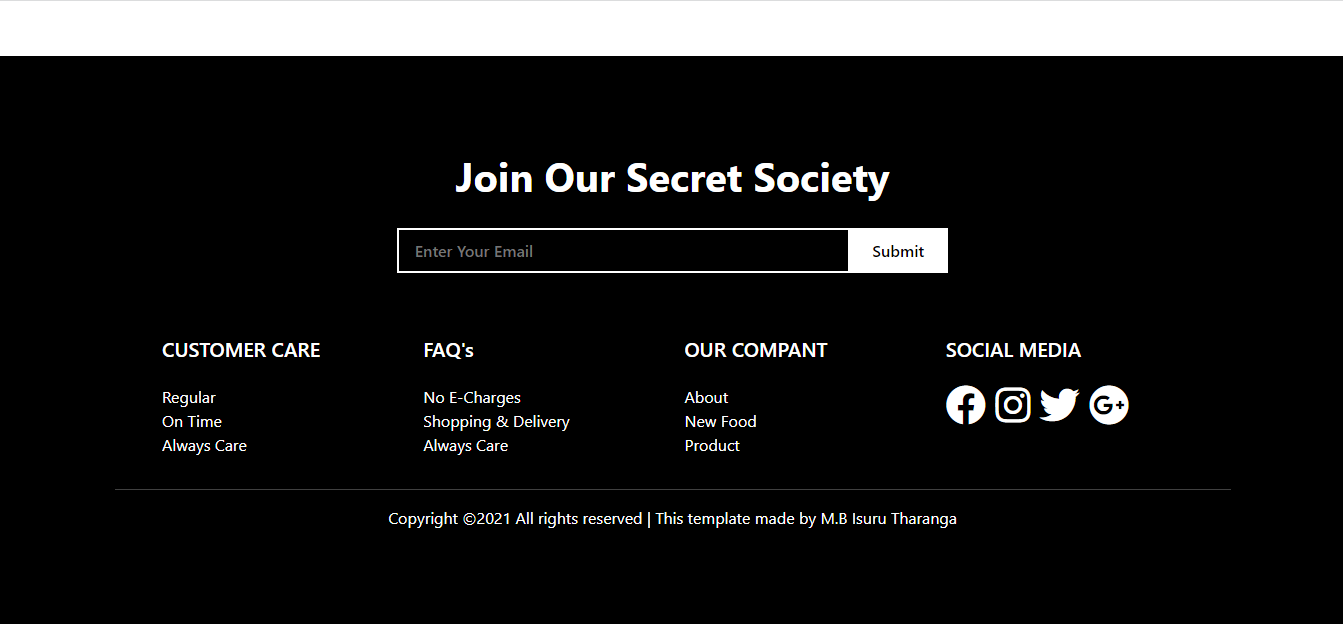 Join Our Secret Society
Enter Your Email
Submit
CUSTOMER CARE
Regular
On Time
Always Care
FAQ's
No E-Charges
Shopping & Delivery
Always Care
OUR COMPANT
About
New Food
Product
SOCIAL MEDIA
G+
Copyright ©2021 All rights reserved | This template made by M.B Isuru Tharanga